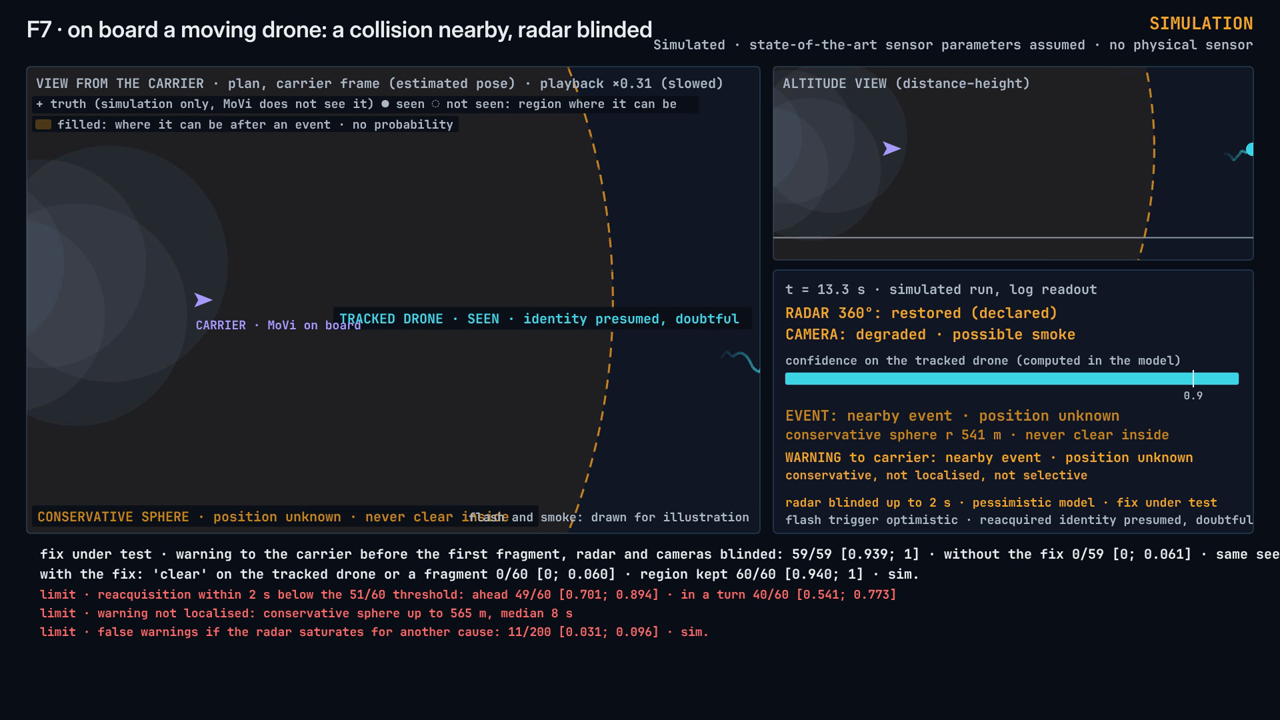 F7 · on board a moving drone: a collision nearby, radar blinded
SIMULATION
Simulated · state-of-the-art sensor parameters assumed · no physical sensor
VIEW FROM THE CARRIER · plan, carrier frame (estimated pose) · playback ×0.31 (slowed)
+ truth (simulation only, MoVi does not see it) ● seen ◌ not seen: region where it can be
filled: where it can be after an event · no probability
CARRIER · MoVi on board
TRACKED DRONE · SEEN · identity presumed, doubtful
CONSERVATIVE SPHERE · position unknown · never clear inside
flash and smoke: drawn for illustration
ALTITUDE VIEW (distance-height)
t = 13.3 s · simulated run, log readout
RADAR 360°: restored (declared)
CAMERA: degraded · possible smoke
confidence on the tracked drone (computed in the model)
0.9
EVENT: nearby event · position unknown
conservative sphere r 541 m · never clear inside
WARNING to carrier: nearby event · position unknown
conservative, not localised, not selective
radar blinded up to 2 s · pessimistic model · fix under test
flash trigger optimistic · reacquired identity presumed, doubtful
fix under test · warning to the carrier before the first fragment, radar and cameras blinded: 59/59 [0.939; 1] · without the fix 0/59 [0; 0.061] · same see
with the fix: 'clear' on the tracked drone or a fragment 0/60 [0; 0.060] · region kept 60/60 [0.940; 1] · sim.
limit · reacquisition within 2 s below the 51/60 threshold: ahead 49/60 [0.701; 0.894] · in a turn 40/60 [0.541; 0.773]
limit · warning not localised: conservative sphere up to 565 m, median 8 s
limit · false warnings if the radar saturates for another cause: 11/200 [0.031; 0.096] · sim.